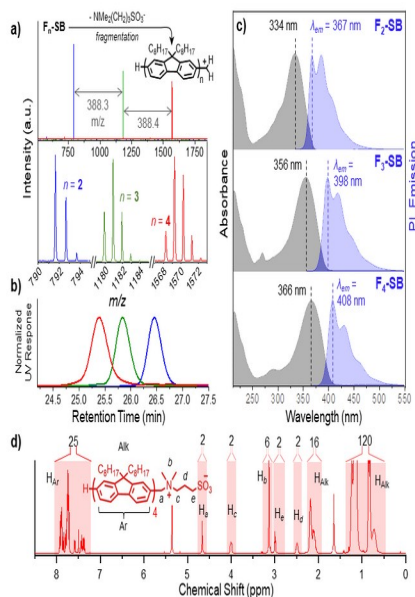 a)
- NMe2(CH2)3SO3-
Fn-SB
fragmentation
C8H17 C8H17
H
n
H
H
388.3
m/z
388.4
750 1000 1250 1500 1750
Intensity (a.u.)
n = 2
n = 3
n = 4
790 792 794 1180 1182 1184 1568 1570 1572
m/z
b)
Normalized
UV Response
24.5 25.0 25.5 26.0 26.5 27.0 27.5
Retention Time (min)
c)
334 nm
λem = 367 nm
F2-SB
356 nm
λem =
398 nm
F3-SB
366 nm
λem =
408 nm
F4-SB
Absorbance
PL Emission
250 300 350 400 450 500 550
Wavelength (nm)
d)
25
Alk
2 2 6 2 2 16 120
C8H17 C8H17
HAr
H
4
Ar
a b c d e
N
SO3
Ha
Hc
Hb
He
Hd
HAlk
HAlk
8 7 6 5 4 3 2 1 0
Chemical Shift (ppm)